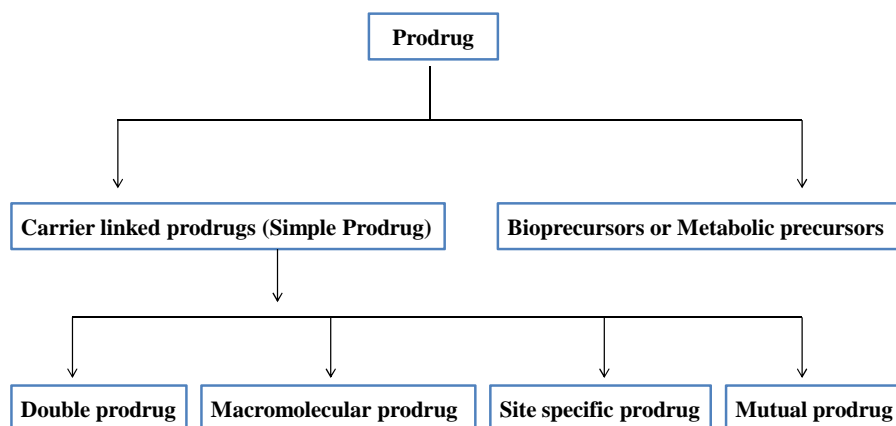 Prodrug
Carrier linked prodrugs (Simple Prodrug)
Bioprecursors or Metabolic precursors
Double prodrug
Macromolecular prodrug
Site specific prodrug
Mutual prodrug